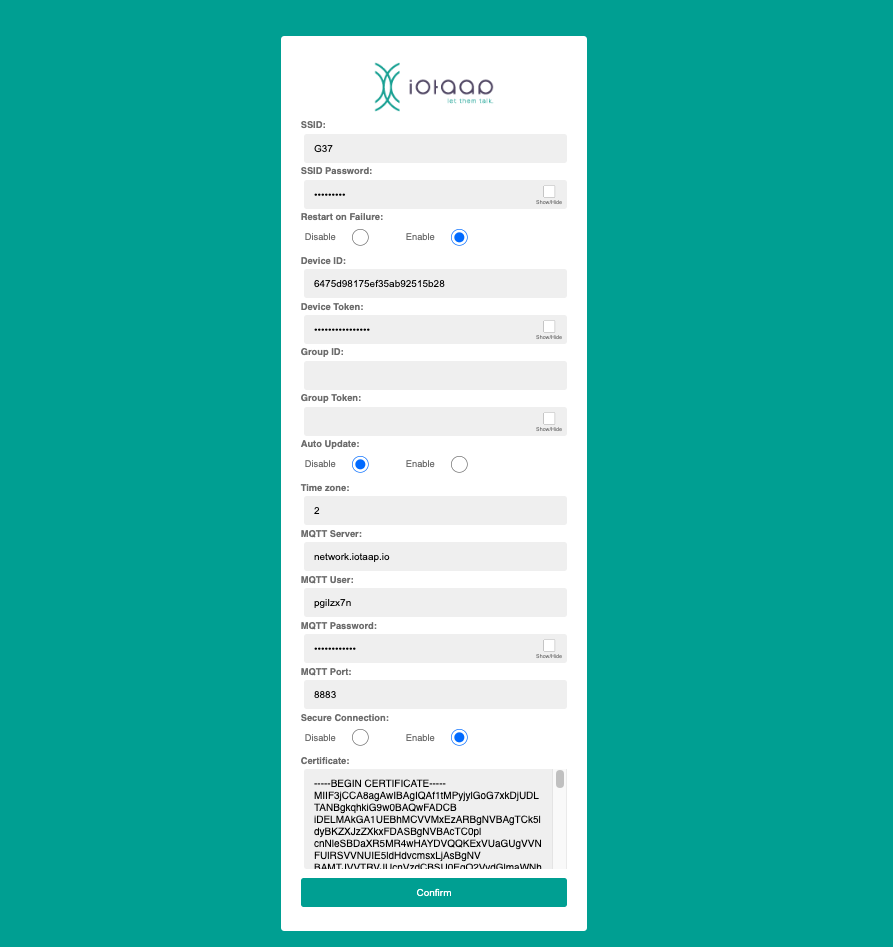 iotaap
let them talk.
SSID:
G37
SSID Password:
•••••••••
Show/Hide
Restart on Failure:
Disable Enable
Device ID:
6475d98175ef35ab92515b28
Device Token:
••••••••••••••••
Show/Hide
Group ID:
Group Token:
Show/Hide
Auto Update:
Disable Enable
Time zone:
2
MQTT Server:
network.iotaap.io
MQTT User:
pgilzx7n
MQTT Password:
••••••••••••
Show/Hide
MQTT Port:
8883
Secure Connection:
Disable Enable
Certificate:
-----BEGIN CERTIFICATE-----
MIIF3jCCA8agAwIBAgIQAf1tMPyjylGoG7xkDjUDL
TANBgkqhkiG9w0BAQwFADCB
iDELMAkGA1UEBhMCVVMxEzARBgNVBAgTCk5l
dyBKZXJzZXkxFDASBgNVBAcTC0pl
cnNleSBDaXR5MR4wHAYDVQQKExVUaGUgVVN
FUlRSVVNUIE5ldHdvcmsxLjAsBgNV
BAMTJVVTRVJUcnVzdCBSU0EgQ2VydGlmaWNh
Confirm